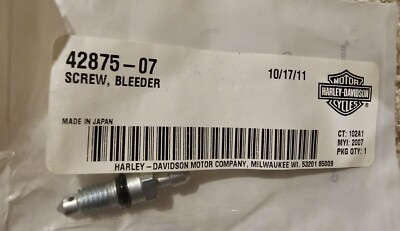 42875-07
SCREW, BLEEDER
10/17/11
MOTOR
HARLEY-DAVIDSON
CYCLES
MADE IN JAPAN
CT: 102A1
MYI: 2007
PKG QTY: 1
HARLEY-DAVIDSON MOTOR COMPANY, MILWAUKEE WI. 53201 85009